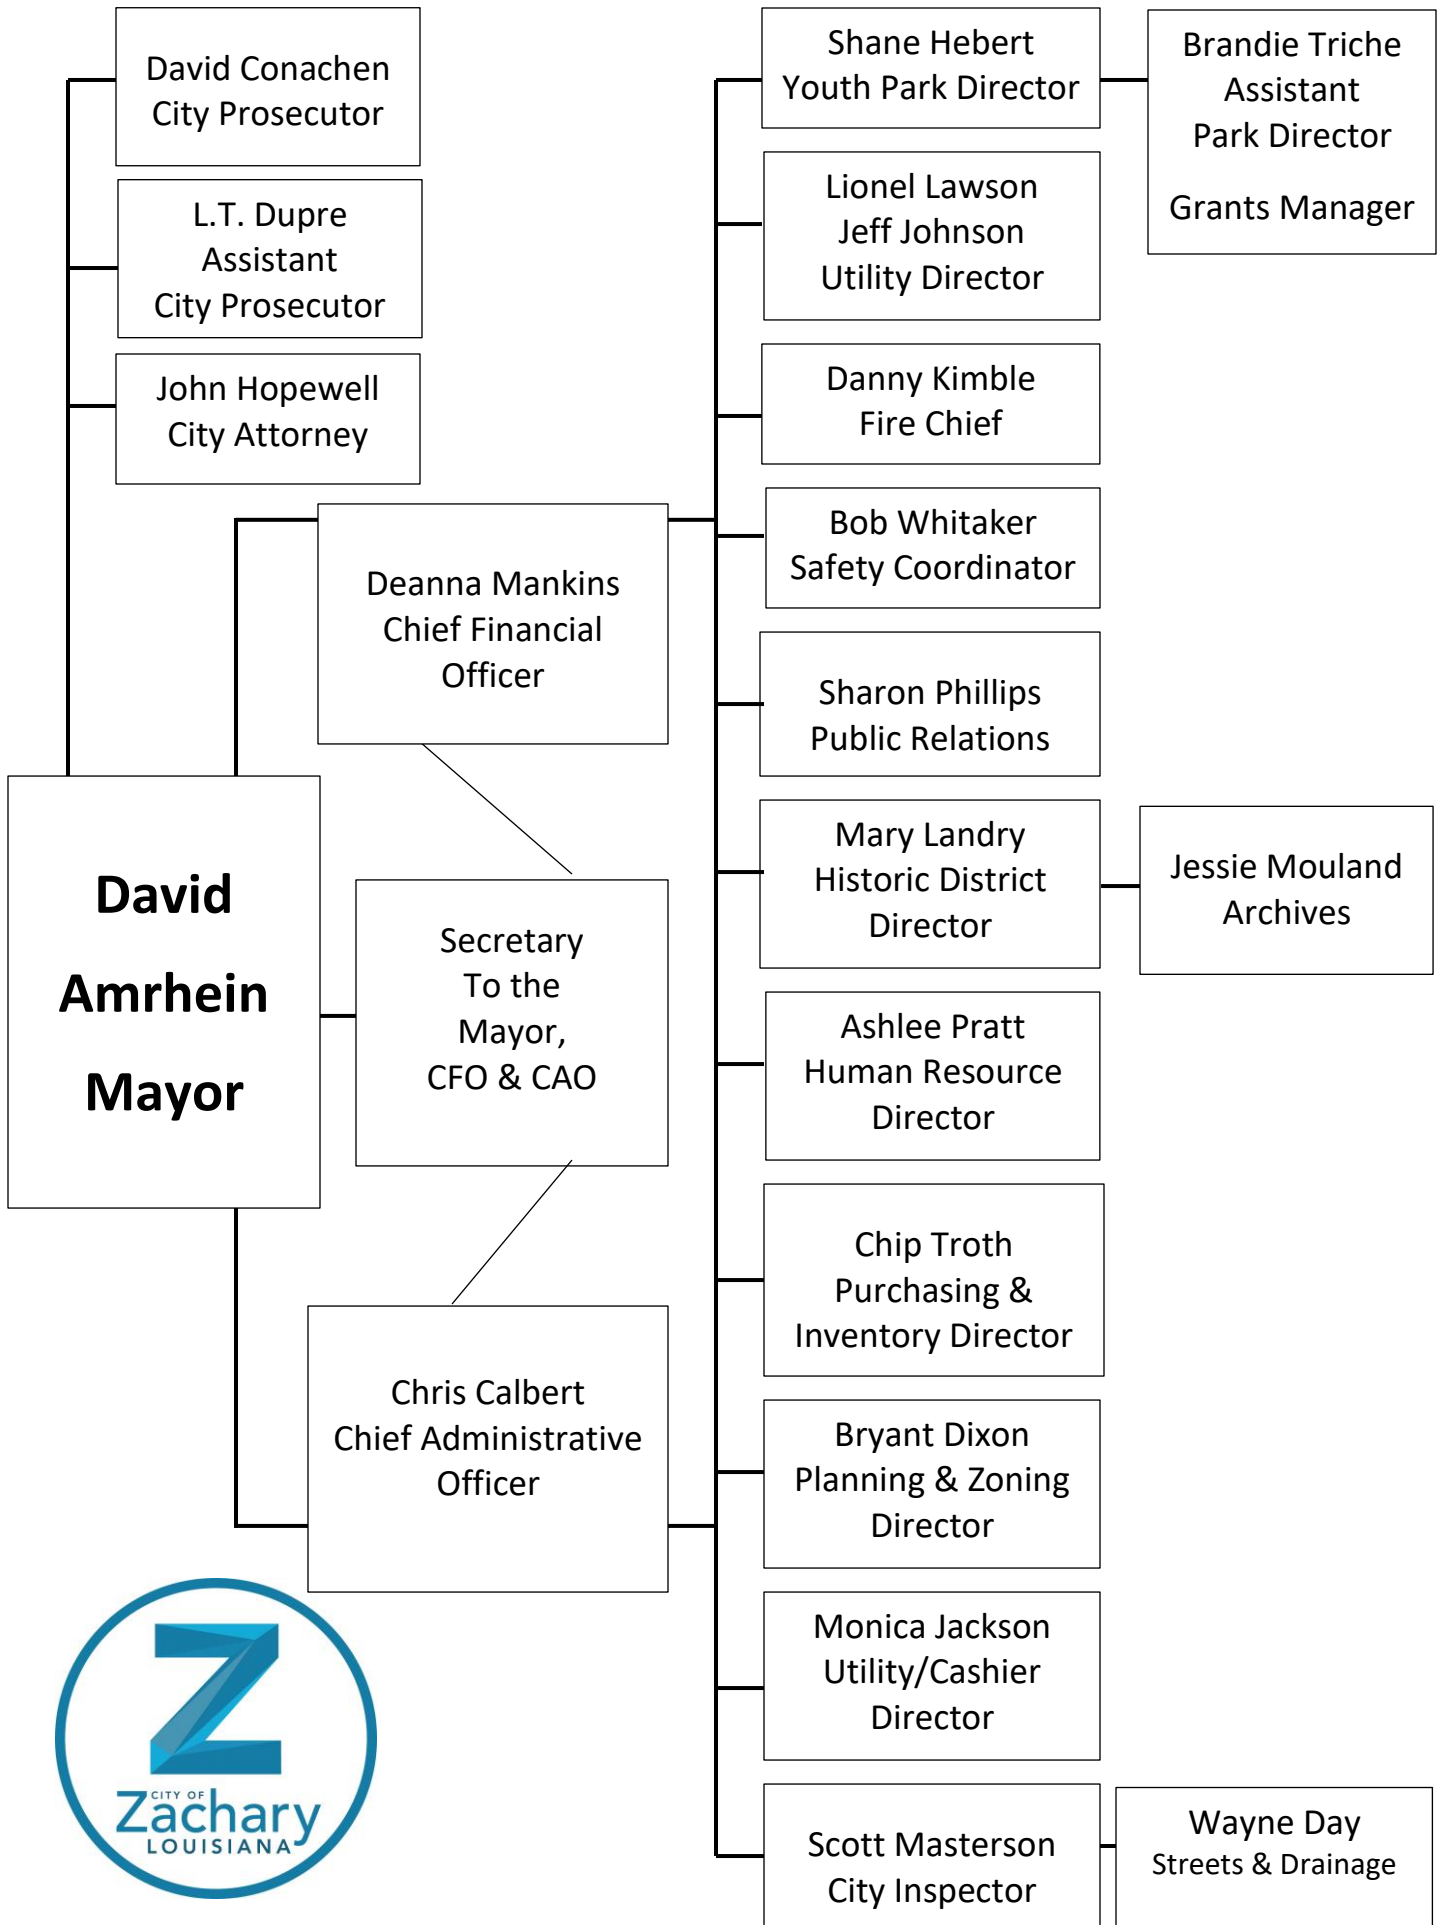 David Conachen
City Prosecutor
L.T. Dupre
Assistant
City Prosecutor
John Hopewell
City Attorney
Deanna Mankins
Chief Financial
Officer
David
Amrhein
Mayor
Secretary
To the
Mayor,
CFO & CAO
Chris Calbert
Chief Administrative
Officer
Shane Hebert
Youth Park Director
Brandie Triche
Assistant
Park Director
Grants Manager
Lionel Lawson
Jeff Johnson
Utility Director
Danny Kimble
Fire Chief
Bob Whitaker
Safety Coordinator
Sharon Phillips
Public Relations
Mary Landry
Historic District
Director
Jessie Mouland
Archives
Ashlee Pratt
Human Resource
Director
Chip Troth
Purchasing &
Inventory Director
Bryant Dixon
Planning & Zoning
Director
Monica Jackson
Utility/Cashier
Director
Scott Masterson
City Inspector
Wayne Day
Streets & Drainage
Z
CITY OF
Zachary
LOUISIANA